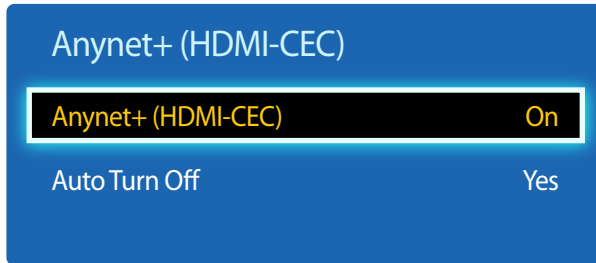 Anynet+ (HDMI-CEC)
Anynet+ (HDMI-CEC) On
Auto Turn Off Yes